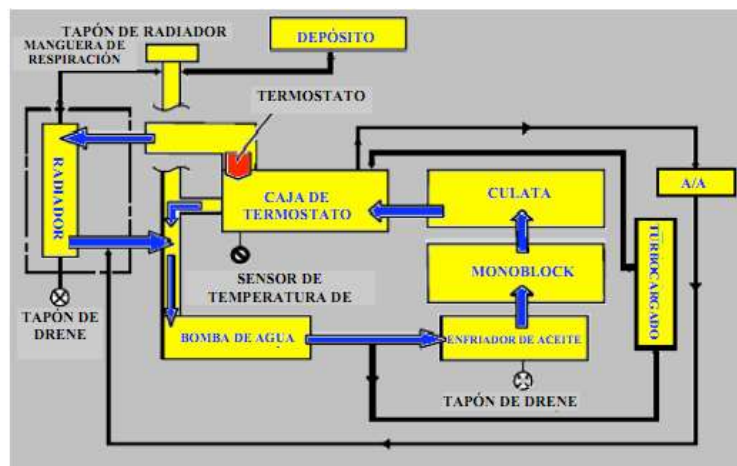 TAPÓN DE RADIADOR
DEPÓSITO
MANGUERA DE
RESPIRACIÓN
TERMOSTATO
RADIADOR
CAJA DE
TERMOSTATO
CULATA
A/A
TURBOCARGADO
SENSOR DE
TEMPERATURA DE
MONOBLOCK
TAPÓN DE
DRENE
BOMBA DE AGUA
ENFRIADOR DE ACEITE
TAPÓN DE DRENE